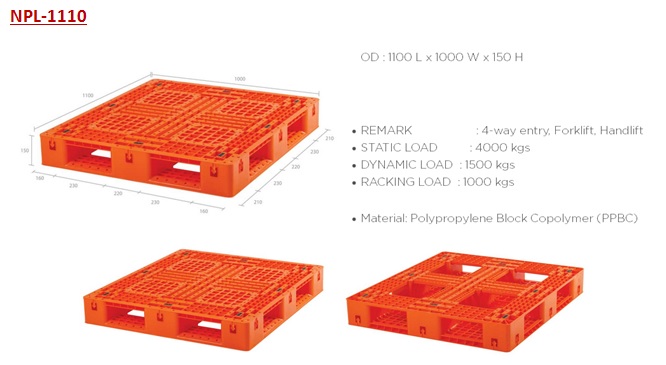 NPL-1110
OD : 1100 L x 1000 W x 150 H
1100
1000
150
160
230
220
230
160
210
230
230
210
• REMARK : 4-way entry, Forklift, Handlift
• STATIC LOAD : 4000 kgs
• DYNAMIC LOAD : 1500 kgs
• RACKING LOAD : 1000 kgs
• Material: Polypropylene Block Copolymer (PPBC)